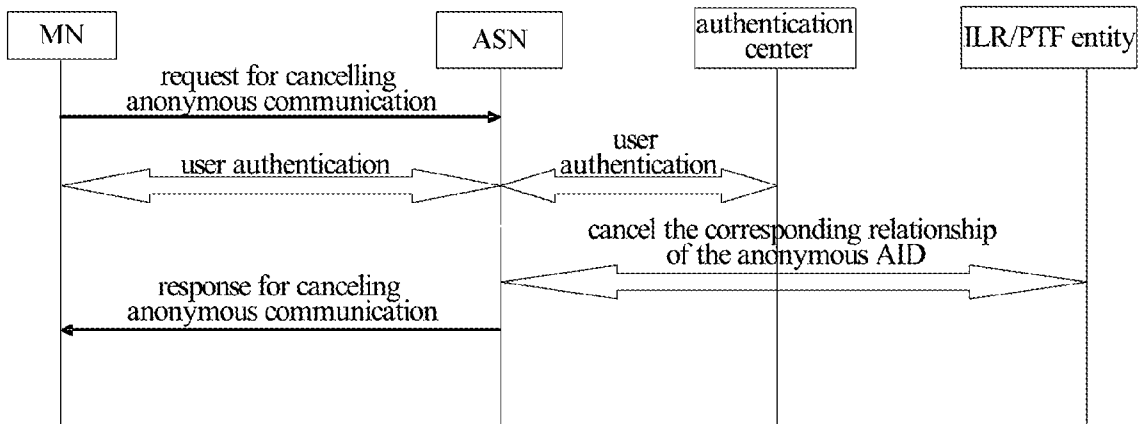 MN
ASN
authentication
center
ILR/PTF entity
request for cancelling
anonymous communication
user authentication
user
authentication
cancel the corresponding relationship
of the anonymous AID
response for canceling
anonymous communication